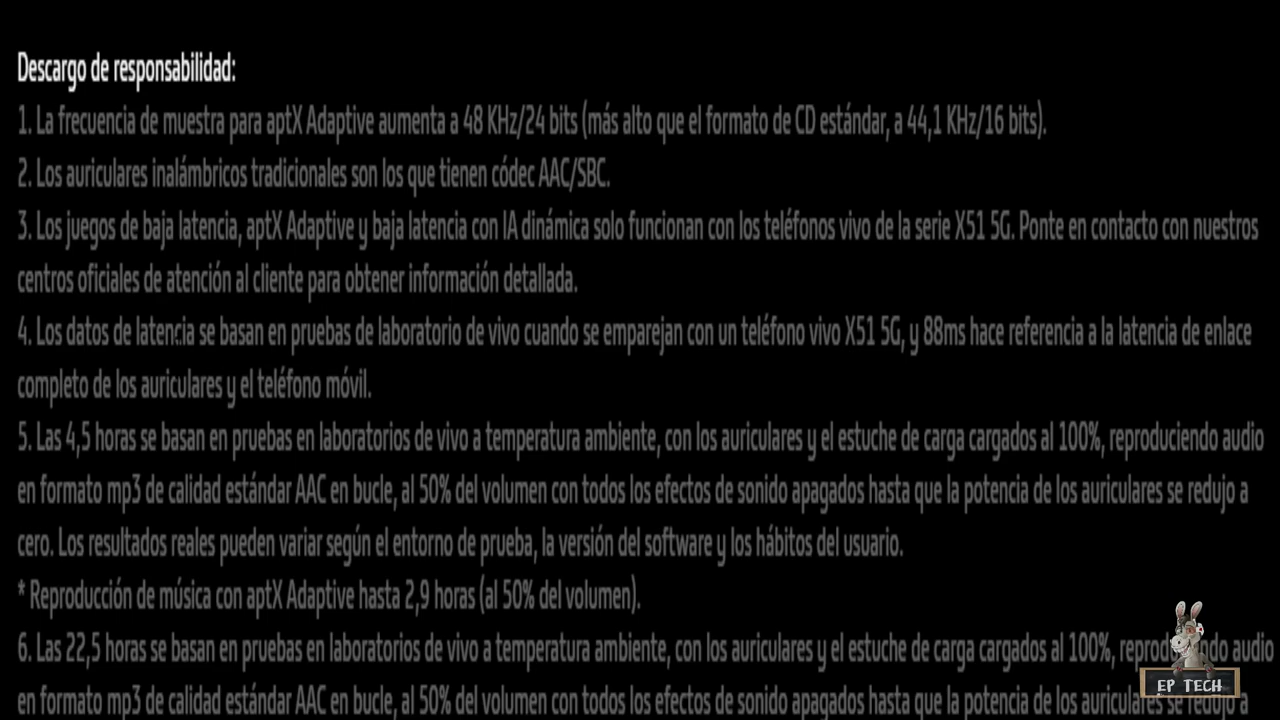 Descargo de responsabilidad:
1. La frecuencia de muestra para aptX Adaptive aumenta a 48 KHz/24 bits (más alto que el formato de CD estándar, a 44,1 KHz/16 bits).
2. Los auriculares inalámbricos tradicionales son los que tienen códec AAC/SBC.
3. Los juegos de baja latencia, aptX Adaptive y baja latencia con IA dinámica solo funcionan con los teléfonos vivo de la serie X51 5G. Ponte en contacto con nuestros
centros oficiales de atención al cliente para obtener información detallada.
4. Los datos de latencia se basan en pruebas de laboratorio de vivo cuando se emparejan con un teléfono vivo X51 5G, y 88ms hace referencia a la latencia de enlace
completo de los auriculares y el teléfono móvil.
5. Las 4,5 horas se basan en pruebas en laboratorios de vivo a temperatura ambiente, con los auriculares y el estuche de carga cargados al 100%, reproduciendo audio
en formato mp3 de calidad estándar AAC en bucle, al 50% del volumen con todos los efectos de sonido apagados hasta que la potencia de los auriculares se redujo a
cero. Los resultados reales pueden variar según el entorno de prueba, la versión del software y los hábitos del usuario.
* Reproducción de música con aptX Adaptive hasta 2,9 horas (al 50% del volumen).
6. Las 22,5 horas se basan en pruebas en laboratorios de vivo a temperatura ambiente, con los auriculares y el estuche de carga cargados al 100%, audio
en formato mp3 de calidad estándar AAC en bucle, al 50% del volumen con todos los efectos de sonido apagados hasta que la potencia de los auriculares se redujo a
EP TECH